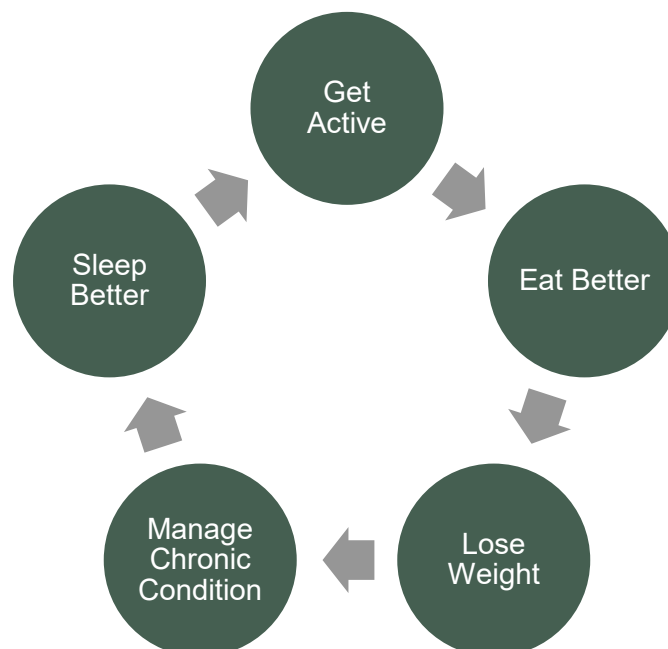 Get
Active
Eat Better
Lose
Weight
Manage
Chronic
Condition
Sleep
Better